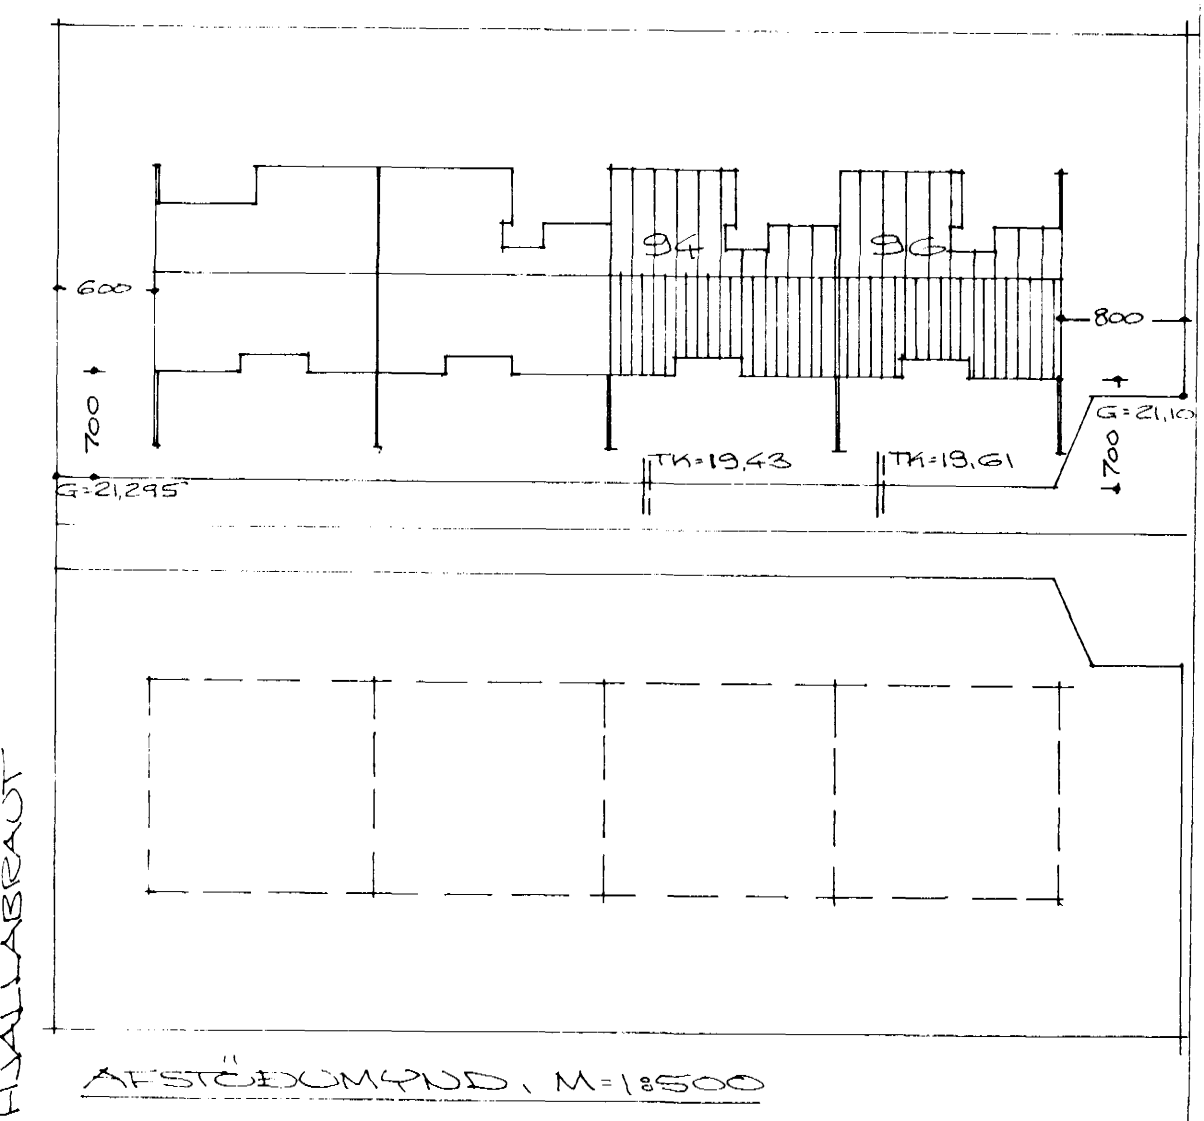 94
96
600
800
700
G=21,10
TK=19,43
TK=19,61
700
G=21,295
HJALLABRAUT
AFSTÖÐUMYND. M=1:500